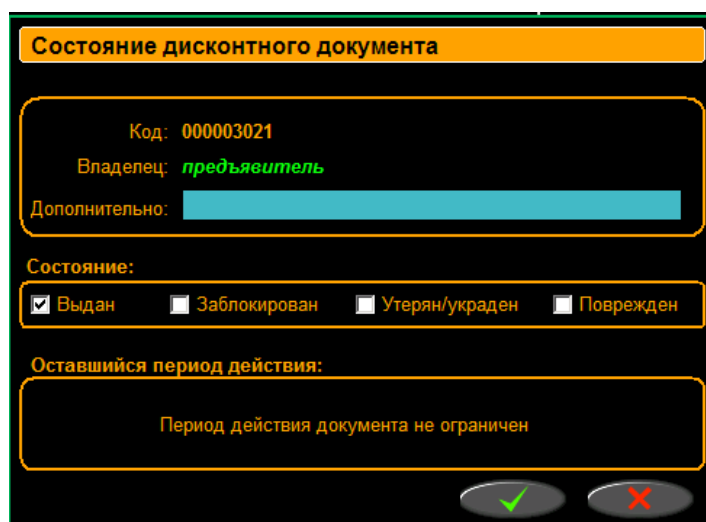 Состояние дисконтного документа
Код: 000003021
Владелец: предъявитель
Дополнительно:
Состояние:
Выдан Заблокирован Утерян/украден Поврежден
Оставшийся период действия:
Период действия документа не ограничен